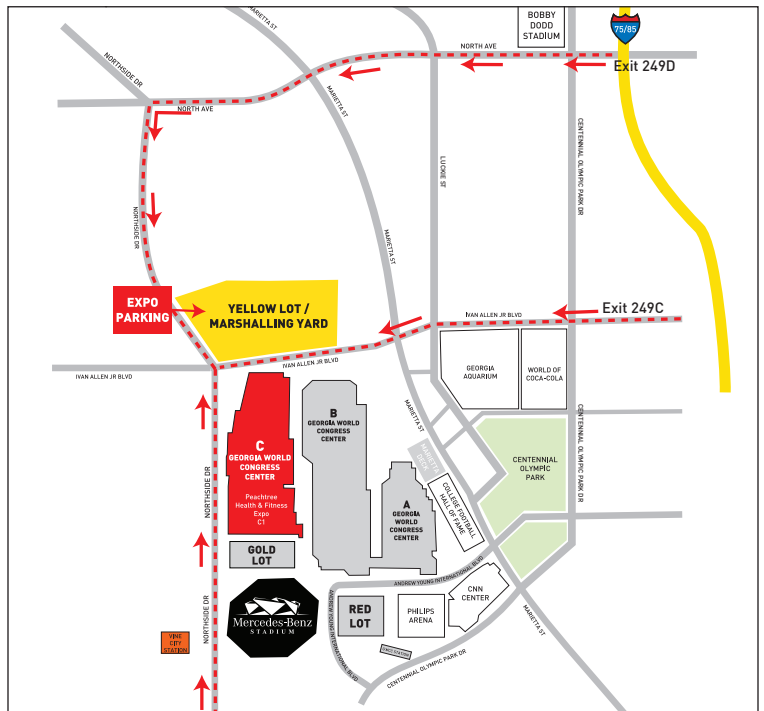 MARIETTA ST
BOBBY
DODD
STADIUM
75/85
NORTHSIDE DR
NORTH AVE
Exit 249D
MARIETTA ST
NORTH AVE
CENTENNIAL OLYMPIC PARK DR
LUCKIE ST
NORTHSIDE DR
MARIETTA ST
EXPO
PARKING
YELLOW LOT /
MARSHALLING YARD
IVAN ALLEN JR BLVD
Exit 249C
IVAN ALLEN JR BLVD
IVAN ALLEN JR BLVD
GEORGIA
AQUARIUM
WORLD OF
COCA-COLA
MARIETTA ST
CENTENNIAL OLYMPIC PARK DR
B
GEORGIA WORLD
CONGRESS
CENTER
C
GEORGIA WORLD
CONGRESS
CENTER
Peachtree
Health & Fitness
Expo
C1
MARIETTA
DECK
CENTENNIAL
OLYMPIC
PARK
NORTHSIDE DR
A
GEORGIA
WORLD
CONGRESS
CENTER
COLLEGE FOOTBALL
HALL OF FAME
GOLD
LOT
ANDREW YOUNG INTERNATIONAL BLVD
CNN
CENTER
Mercedes-Benz
STADIUM
NORTHSIDE DR
ANDREW YOUNG INTERNATIONAL BLVD
RED
LOT
PHILIPS
ARENA
MARIETTA ST
VINE
CITY
STATION
CENTENNIAL OLYMPIC PARK DR